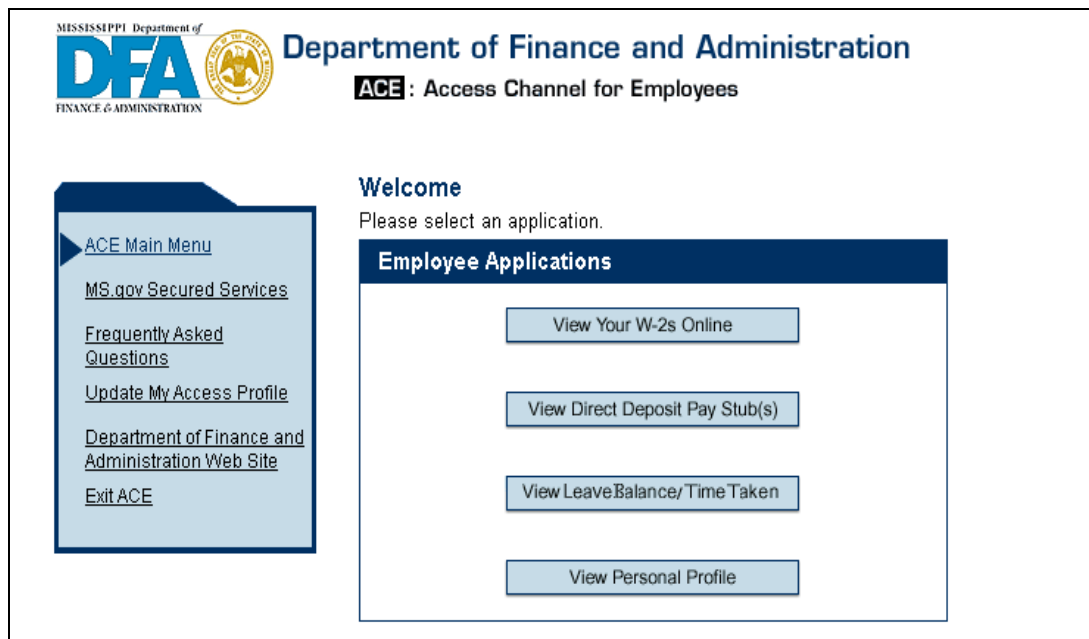 MISSISSIPPI Department of
DFA
FINANCE & ADMINISTRATION
Department of Finance and Administration
ACE : Access Channel for Employees
ACE Main Menu
MS.gov Secured Services
Frequently Asked
Questions
Update My Access Profile
Department of Finance and
Administration Web Site
Exit ACE
Welcome
Please select an application.
Employee Applications
View Your W-2s Online
View Direct Deposit Pay Stub(s)
View Leave Balance/ Time Taken
View Personal Profile